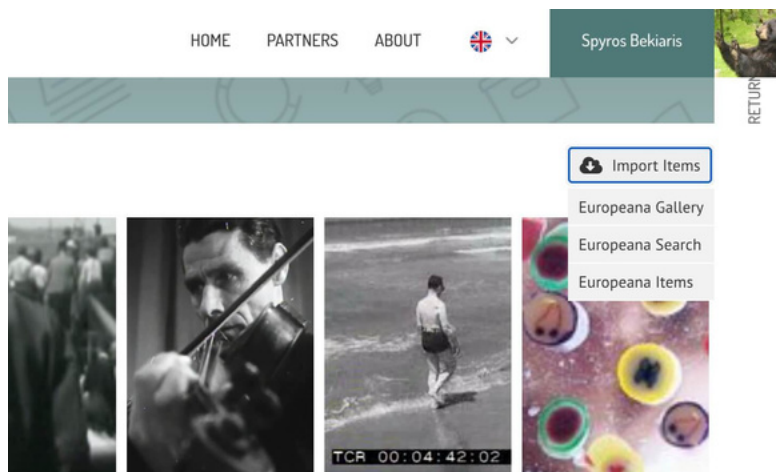 HOME PARTNERS ABOUT Spyros Bekiaris
RETURN
Import Items
Europeana Gallery
Europeana Search
Europeana Items
TCR 00:04:42:02